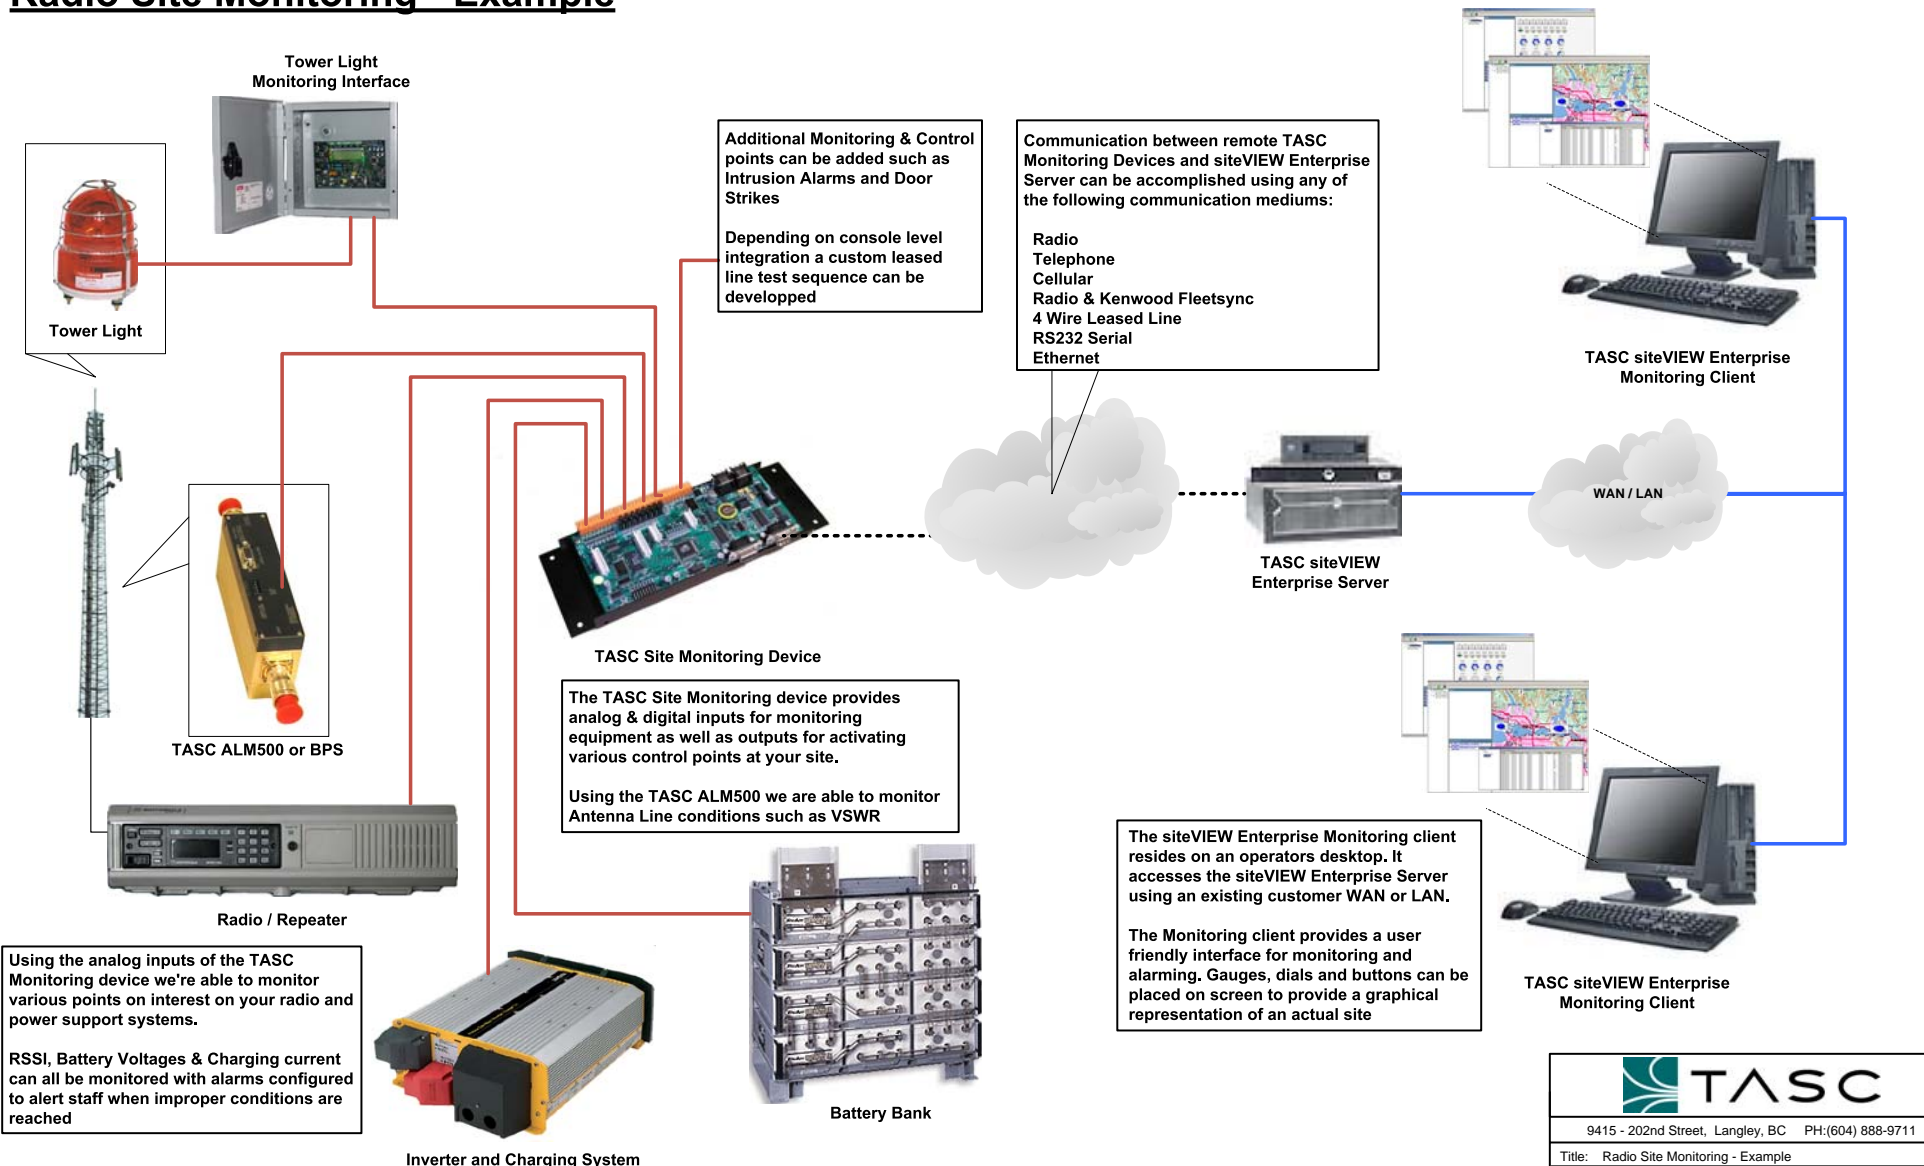 Radio Site Monitoring - Example
Tower Light
Monitoring Interface
Tower Light
Additional Monitoring & Control
points can be added such as
Intrusion Alarms and Door
Strikes
Depending on console level
integration a custom leased
line test sequence can be
developped
Communication between remote TASC
Monitoring Devices and siteVIEW Enterprise
Server can be accomplished using any of
the following communication mediums:
Radio
Telephone
Cellular
Radio & Kenwood Fleetsync
4 Wire Leased Line
RS232 Serial
Ethernet
TASC siteVIEW Enterprise
Monitoring Client
WAN / LAN
TASC siteVIEW
Enterprise Server
TASC Site Monitoring Device
The TASC Site Monitoring device provides
analog & digital inputs for monitoring
equipment as well as outputs for activating
various control points at your site.
Using the TASC ALM500 we are able to monitor
Antenna Line conditions such as VSWR
TASC ALM500 or BPS
Radio / Repeater
Using the analog inputs of the TASC
Monitoring device we're able to monitor
various points on interest on your radio and
power support systems.
RSSI, Battery Voltages & Charging current
can all be monitored with alarms configured
to alert staff when improper conditions are
reached
Inverter and Charging System
Battery Bank
The siteVIEW Enterprise Monitoring client
resides on an operators desktop. It
accesses the siteVIEW Enterprise Server
using an existing customer WAN or LAN.
The Monitoring client provides a user
friendly interface for monitoring and
alarming. Gauges, dials and buttons can be
placed on screen to provide a graphical
representation of an actual site
TASC siteVIEW Enterprise
Monitoring Client
TASC
9415 - 202nd Street, Langley, BC PH:(604) 888-9711
Title: Radio Site Monitoring - Example